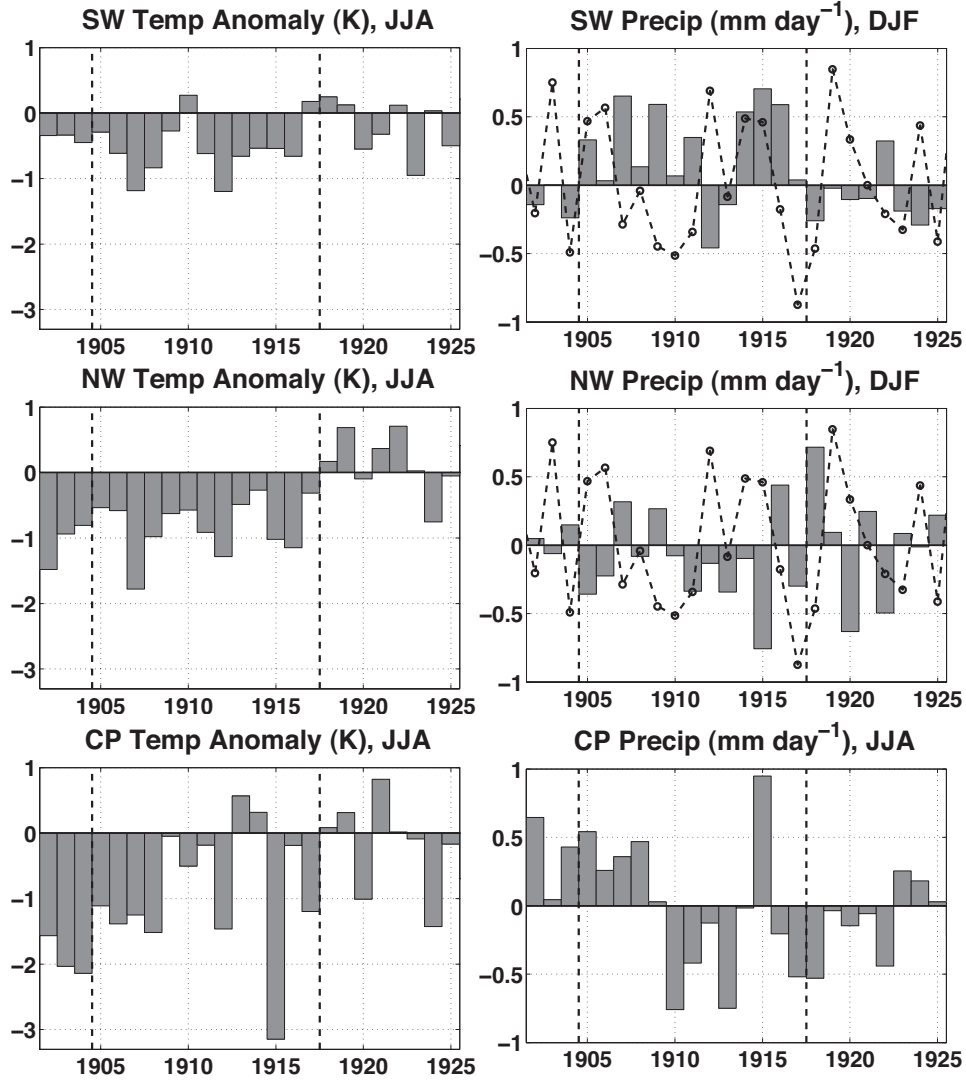 SW Temp Anomaly (K), JJA
1
0
−1
−2
−3
1905 1910 1915 1920 1925
SW Precip (mm day⁻¹), DJF
1
0.5
0
−0.5
−1
1905 1910 1915 1920 1925
NW Temp Anomaly (K), JJA
1
0
−1
−2
−3
1905 1910 1915 1920 1925
NW Precip (mm day⁻¹), DJF
1
0.5
0
−0.5
−1
1905 1910 1915 1920 1925
CP Temp Anomaly (K), JJA
1
0
−1
−2
−3
1905 1910 1915 1920 1925
CP Precip (mm day⁻¹), JJA
1
0.5
0
−0.5
−1
1905 1910 1915 1920 1925